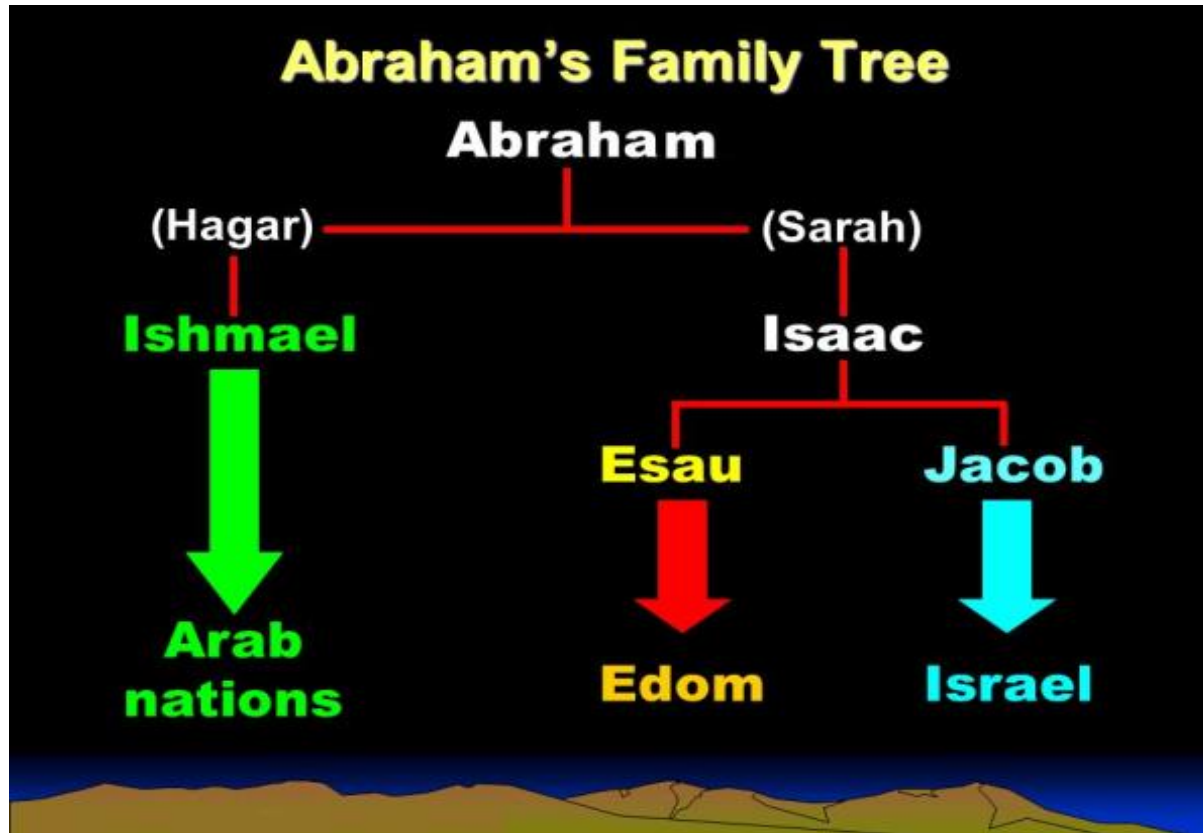 Abraham’s Family Tree
Abraham
(Hagar) (Sarah)
Ishmael Isaac
Esau Jacob
Arab
nations
Edom Israel